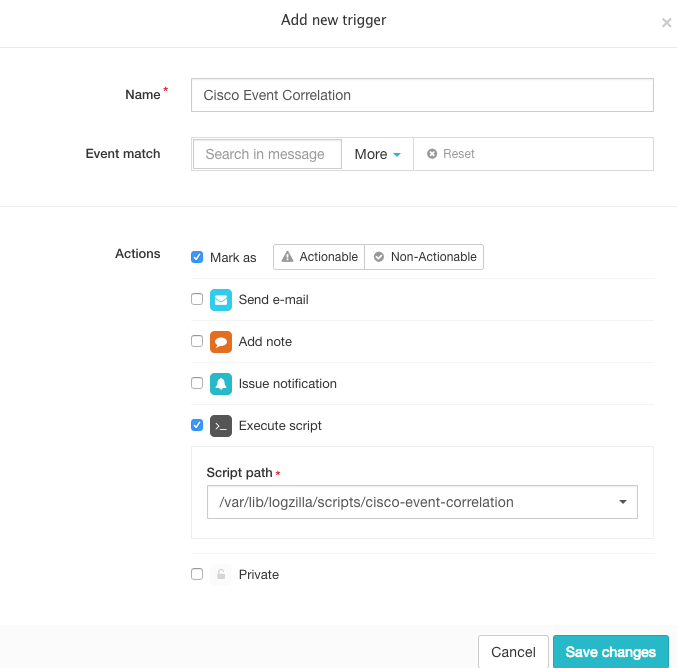 Add new trigger
×
Name *
Cisco Event Correlation
Event match
Search in message
More
Reset
Actions
Mark as
Actionable
Non-Actionable
Send e-mail
Add note
Issue notification
Execute script
Script path *
/var/lib/logzilla/scripts/cisco-event-correlation
Private
Cancel
Save changes